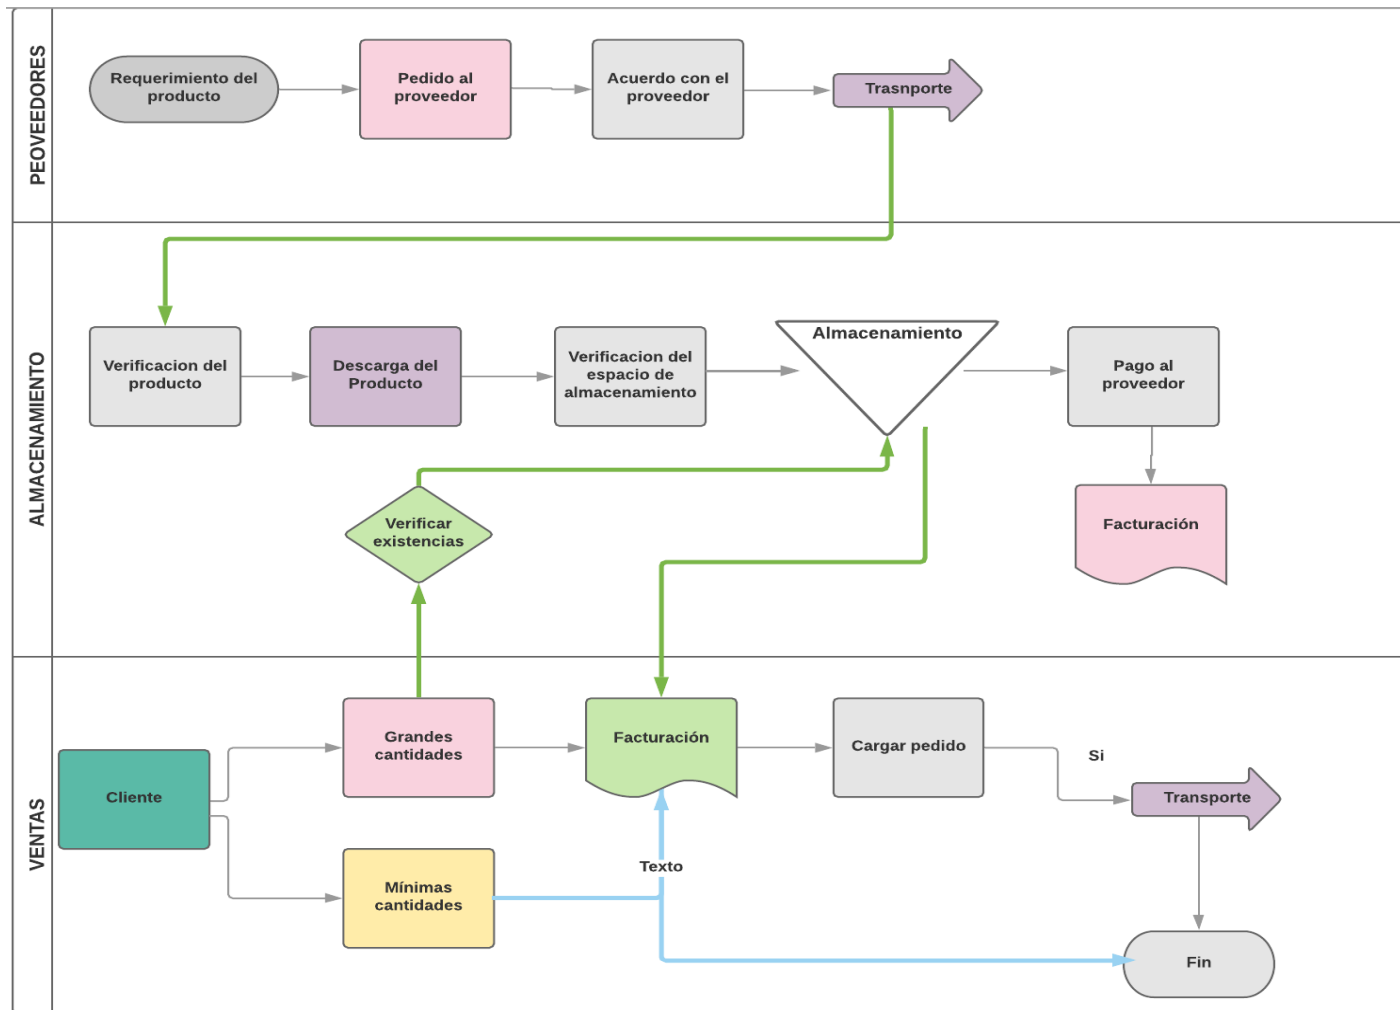 PEOVEEDORES
Requerimiento del
producto
Pedido al
proveedor
Acuerdo con el
proveedor
Trasnporte
ALMACENAMIENTO
Verificacion del
producto
Descarga del
Producto
Verificacion del
espacio de
almacenamiento
Almacenamiento
Pago al
proveedor
Verificar
existencias
Facturación
VENTAS
Cliente
Grandes
cantidades
Facturación
Cargar pedido
Si
Transporte
Mínimas
cantidades
Texto
Fin